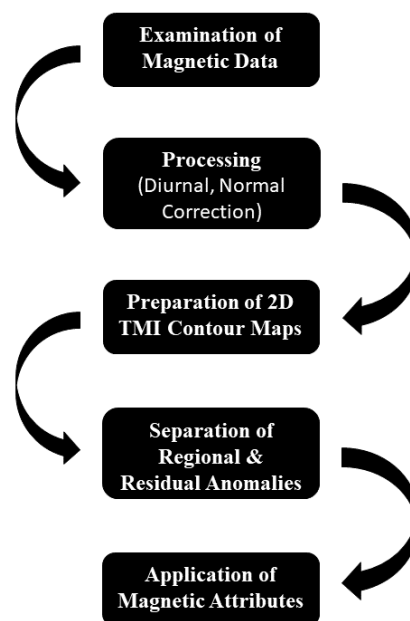 Examination of
Magnetic Data
Processing
(Diurnal, Normal
Correction)
Preparation of 2D
TMI Contour Maps
Separation of
Regional &
Residual Anomalies
Application of
Magnetic Attributes